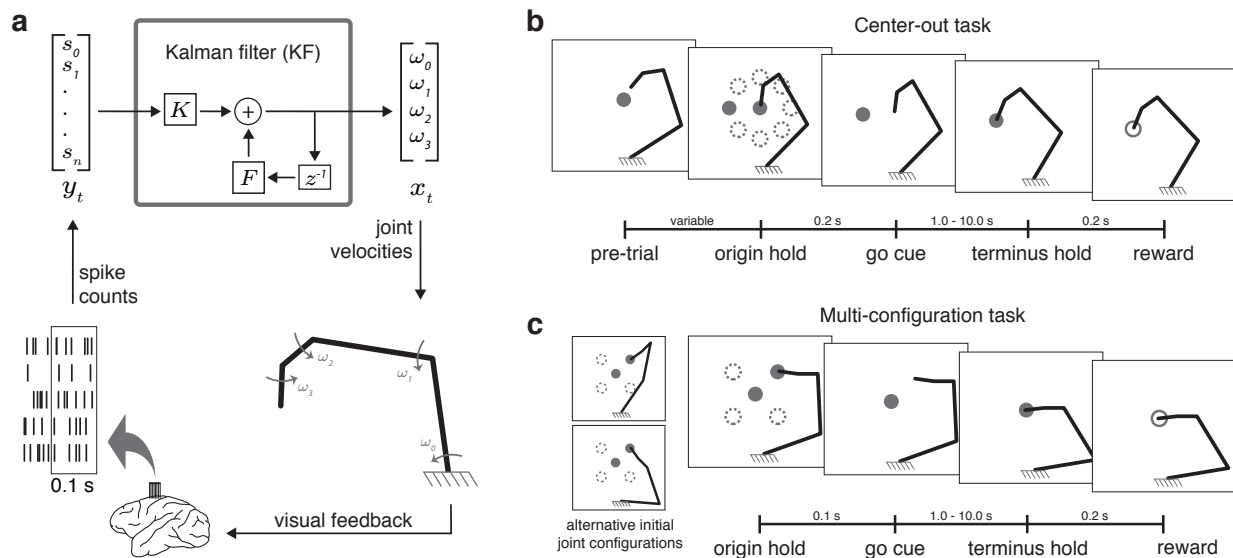 a
s₀
s₁
.
.
.
sₙ
yₜ
Kalman filter (KF)
K
+
F
z⁻¹
ω₀
ω₁
ω₂
ω₃
xₜ
joint
velocities
spike
counts
0.1 s
ω₂
ω₃
ω₁
ω₀
visual feedback
b
Center-out task
variable
0.2 s
1.0 - 10.0 s
0.2 s
pre-trial
origin hold
go cue
terminus hold
reward
c
Multi-configuration task
alternative initial
joint configurations
0.1 s
1.0 - 10.0 s
0.2 s
origin hold
go cue
terminus hold
reward